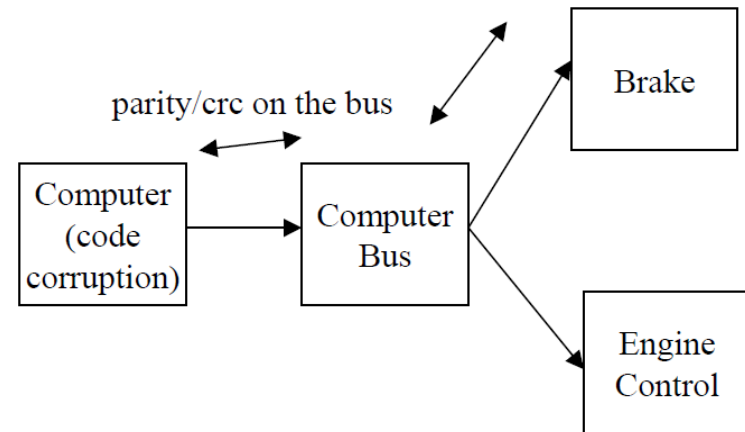 Brake
parity/crc on the bus
Computer
(code
corruption)
Computer
Bus
Engine
Control